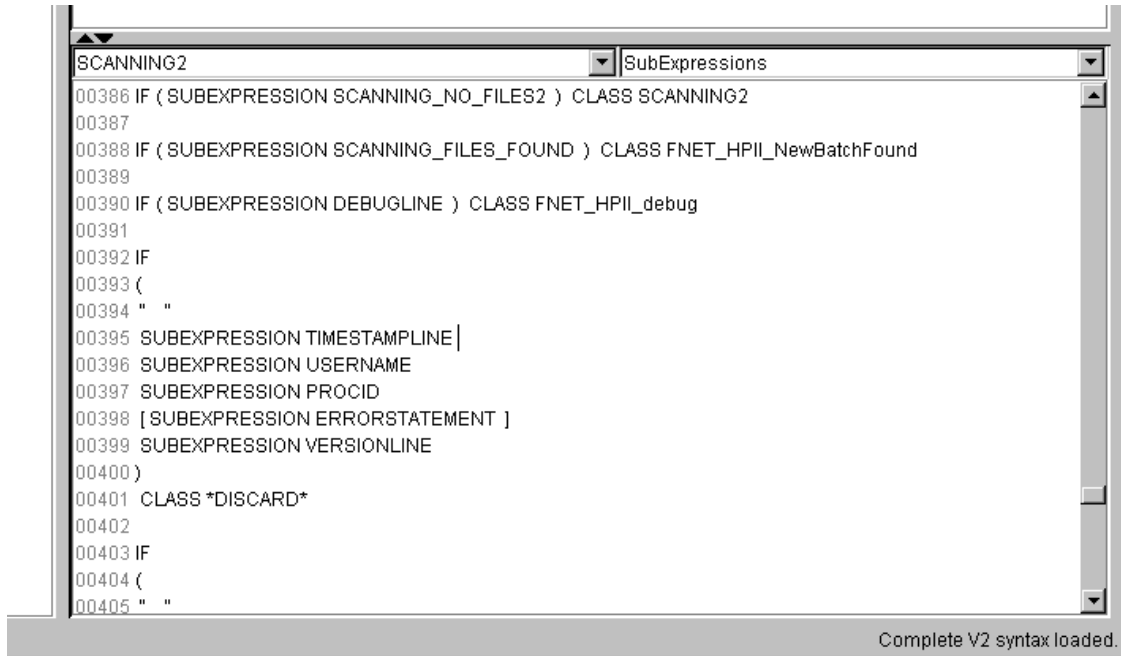 SCANNING2 SubExpressions
00386 IF ( SUBEXPRESSION SCANNING_NO_FILES2 ) CLASS SCANNING2
00387
00388 IF ( SUBEXPRESSION SCANNING_FILES_FOUND ) CLASS FNET_HPII_NewBatchFound
00389
00390 IF ( SUBEXPRESSION DEBUGLINE ) CLASS FNET_HPII_debug
00391
00392 IF
00393 (
00394 "   "
00395 SUBEXPRESSION TIMESTAMPLINE
00396 SUBEXPRESSION USERNAME
00397 SUBEXPRESSION PROCID
00398 [ SUBEXPRESSION ERRORSTATEMENT ]
00399 SUBEXPRESSION VERSIONLINE
00400 )
00401 CLASS *DISCARD*
00402
00403 IF
00404 (
00405 "   "
Complete V2 syntax loaded.